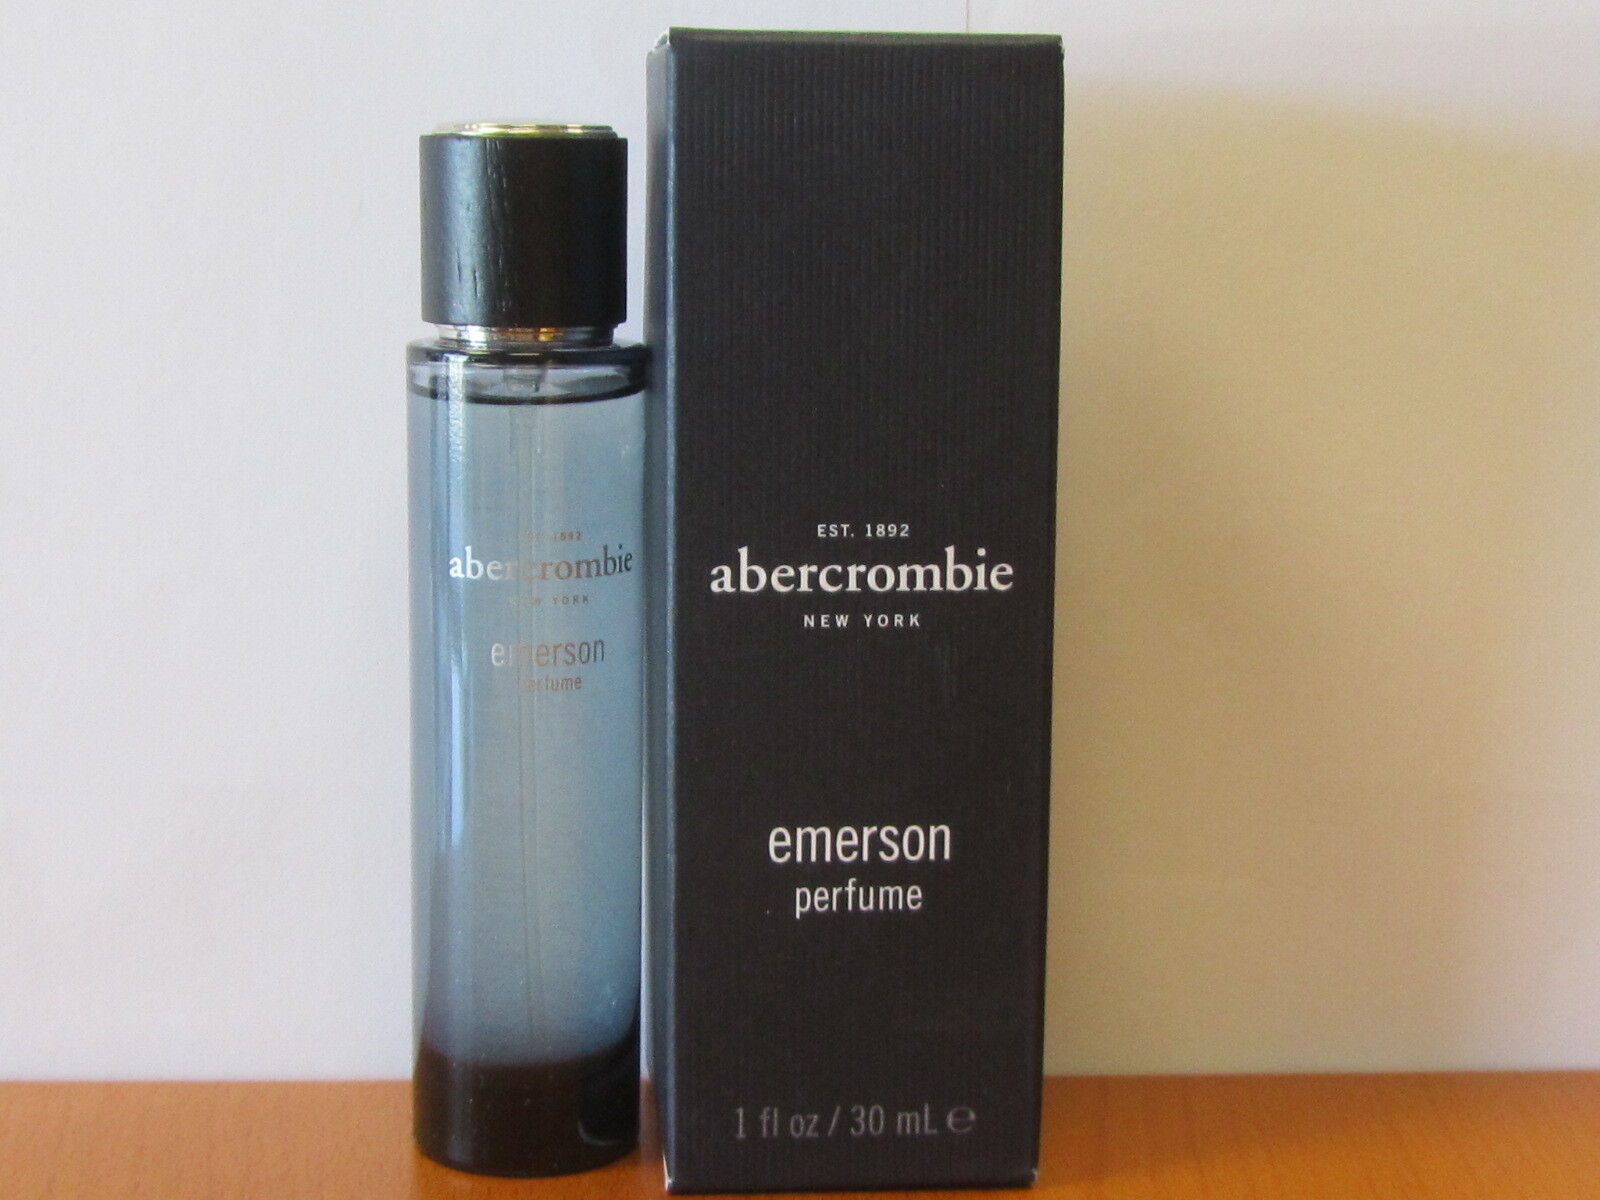 EST. 1892
abercrombie
NEW YORK
emerson
perfume
EST. 1892
abercrombie
NEW YORK
emerson
perfume
1 fl oz / 30 mL ℮